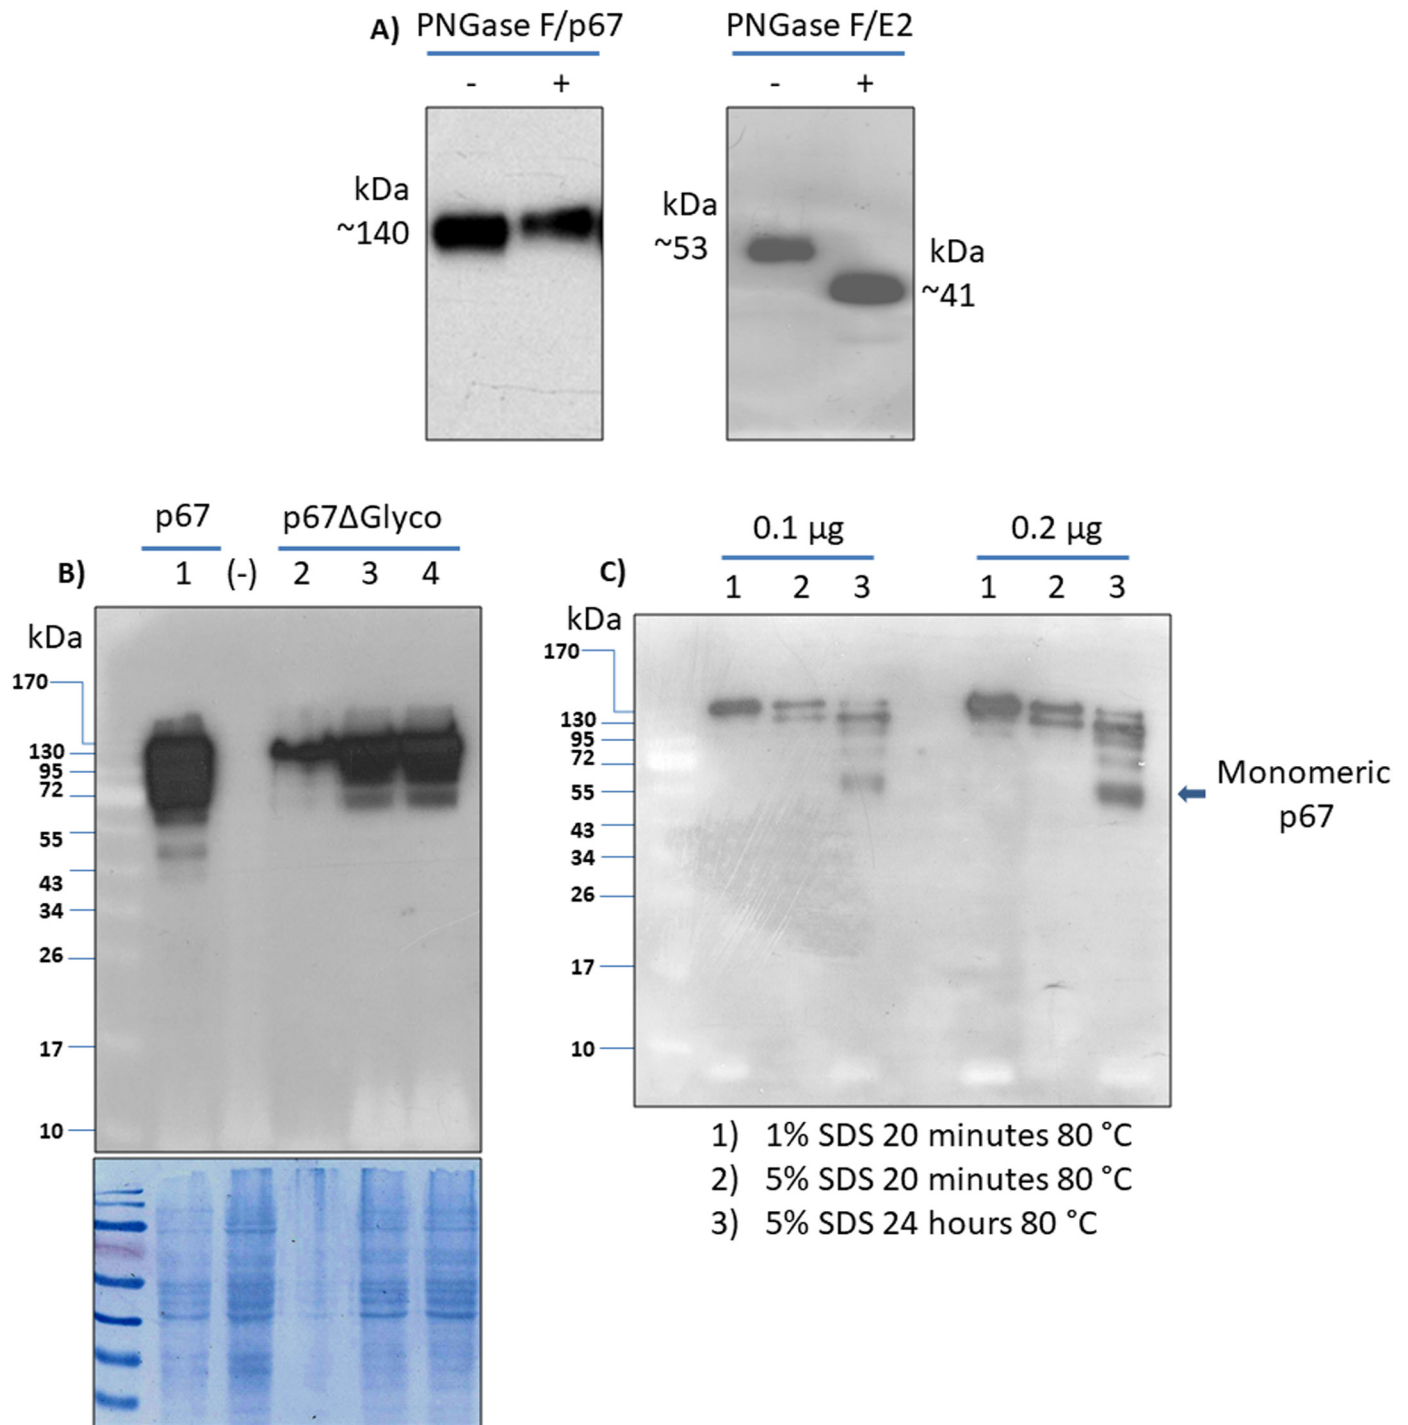 A) PNGase F/p67
- +
kDa
~140
PNGase F/E2
- +
kDa
~53
kDa
~41
B)
p67
p67ΔGlyco
1 (-) 2 3 4
kDa
170
130
95
72
55
43
34
26
17
10
C)
0.1 µg
0.2 µg
1 2 3 1 2 3
kDa
170
130
95
72
55
43
34
26
17
10
Monomeric
p67
1) 1% SDS 20 minutes 80 °C
2) 5% SDS 20 minutes 80 °C
3) 5% SDS 24 hours 80 °C